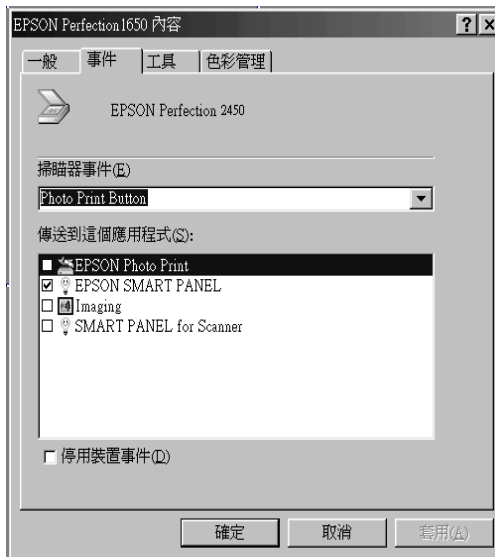 EPSON Perfection1650 內容
一般 事件 工具 色彩管理
EPSON Perfection 2450
掃瞄器事件(E)
Photo Print Button
傳送到這個應用程式(S):
EPSON Photo Print
EPSON SMART PANEL
Imaging
SMART PANEL for Scanner
停用裝置事件(D)
確定 取消 套用(A)